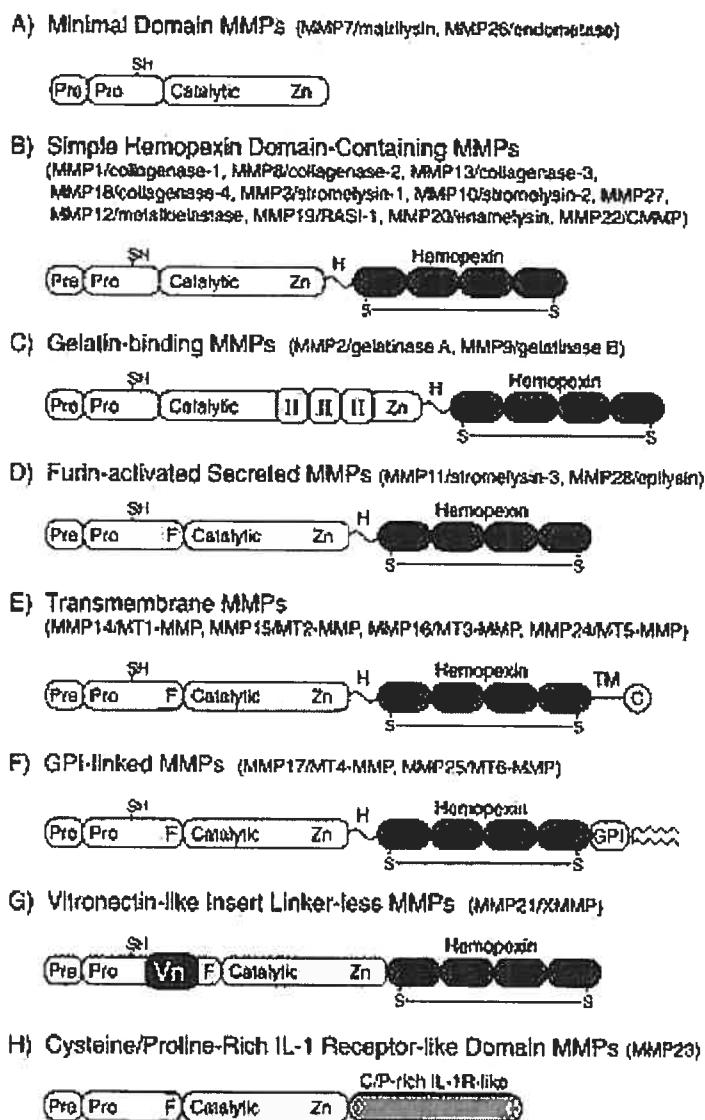 A) Minimal Domain MMPs (MMP7/matrilysin, MMP26/endometase)
SH
Pre Pro Catalytic Zn
B) Simple Hemopexin Domain-Containing MMPs
(MMP1/collagenase-1, MMP8/collagenase-2, MMP13/collagenase-3,
MMP18/collagenase-4, MMP3/stromelysin-1, MMP10/stromelysin-2, MMP27,
MMP12/metalloelastase, MMP19/RASI-1, MMP20/enamelysin, MMP22/CMMP)
SH H Hemopexin
Pre Pro Catalytic Zn
S S
C) Gelatin-binding MMPs (MMP2/gelatinase A, MMP9/gelatinase B)
SH H Hemopexin
Pre Pro Catalytic II II II Zn
S S
D) Furin-activated Secreted MMPs (MMP11/stromelysin-3, MMP28/epilysin)
SH H Hemopexin
Pre Pro F Catalytic Zn
S S
E) Transmembrane MMPs
(MMP14/MT1-MMP, MMP15/MT2-MMP, MMP16/MT3-MMP, MMP24/MT5-MMP)
SH H Hemopexin TM
Pre Pro F Catalytic Zn C
S S
F) GPI-linked MMPs (MMP17/MT4-MMP, MMP25/MT6-MMP)
SH H Hemopexin
Pre Pro F Catalytic Zn GPI
S S
G) Vitronectin-like Insert Linker-less MMPs (MMP21/XMMP)
SH Hemopexin
Pre Pro Vn F Catalytic Zn
S S
H) Cysteine/Proline-Rich IL-1 Receptor-like Domain MMPs (MMP23)
C/P-rich IL-1R-like
Pre Pro F Catalytic Zn